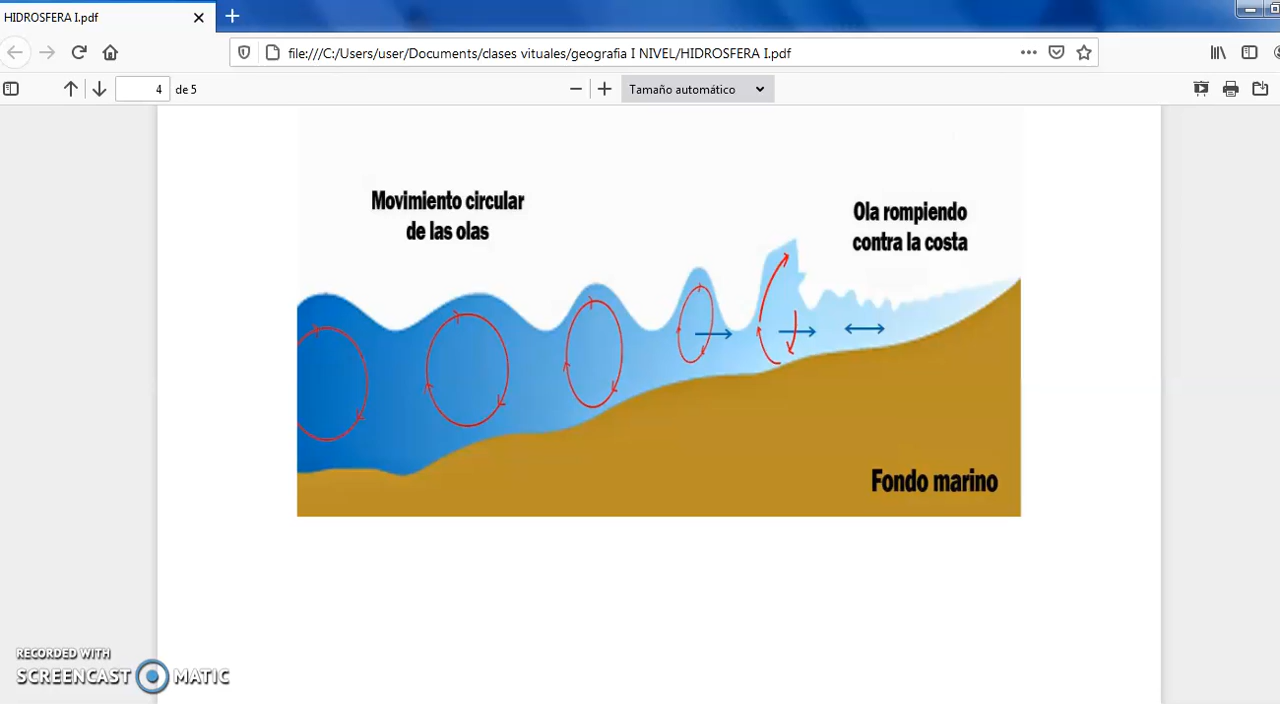 HIDROSFERA I.pdf
file:///C:/Users/user/Documents/clases vituales/geografia I NIVEL/HIDROSFERA I.pdf
4 de 5
Tamaño automático
Movimiento circular
de las olas
Ola rompiendo
contra la costa
Fondo marino
RECORDED WITH
SCREENCAST MATIC